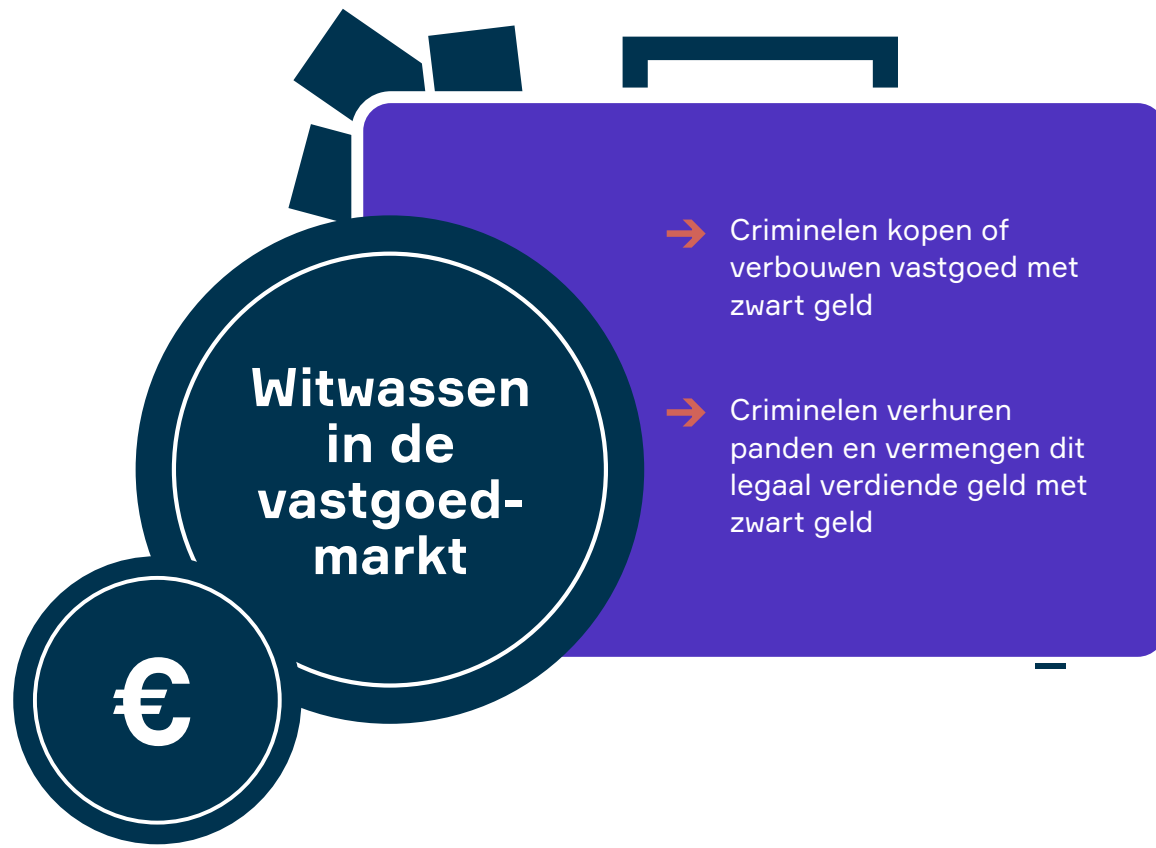 Witwassen
in de
vastgoed-
markt
€
→ Criminelen kopen of
verbouwen vastgoed met
zwart geld
→ Criminelen verhuren
panden en vermengen dit
legaal verdiende geld met
zwart geld